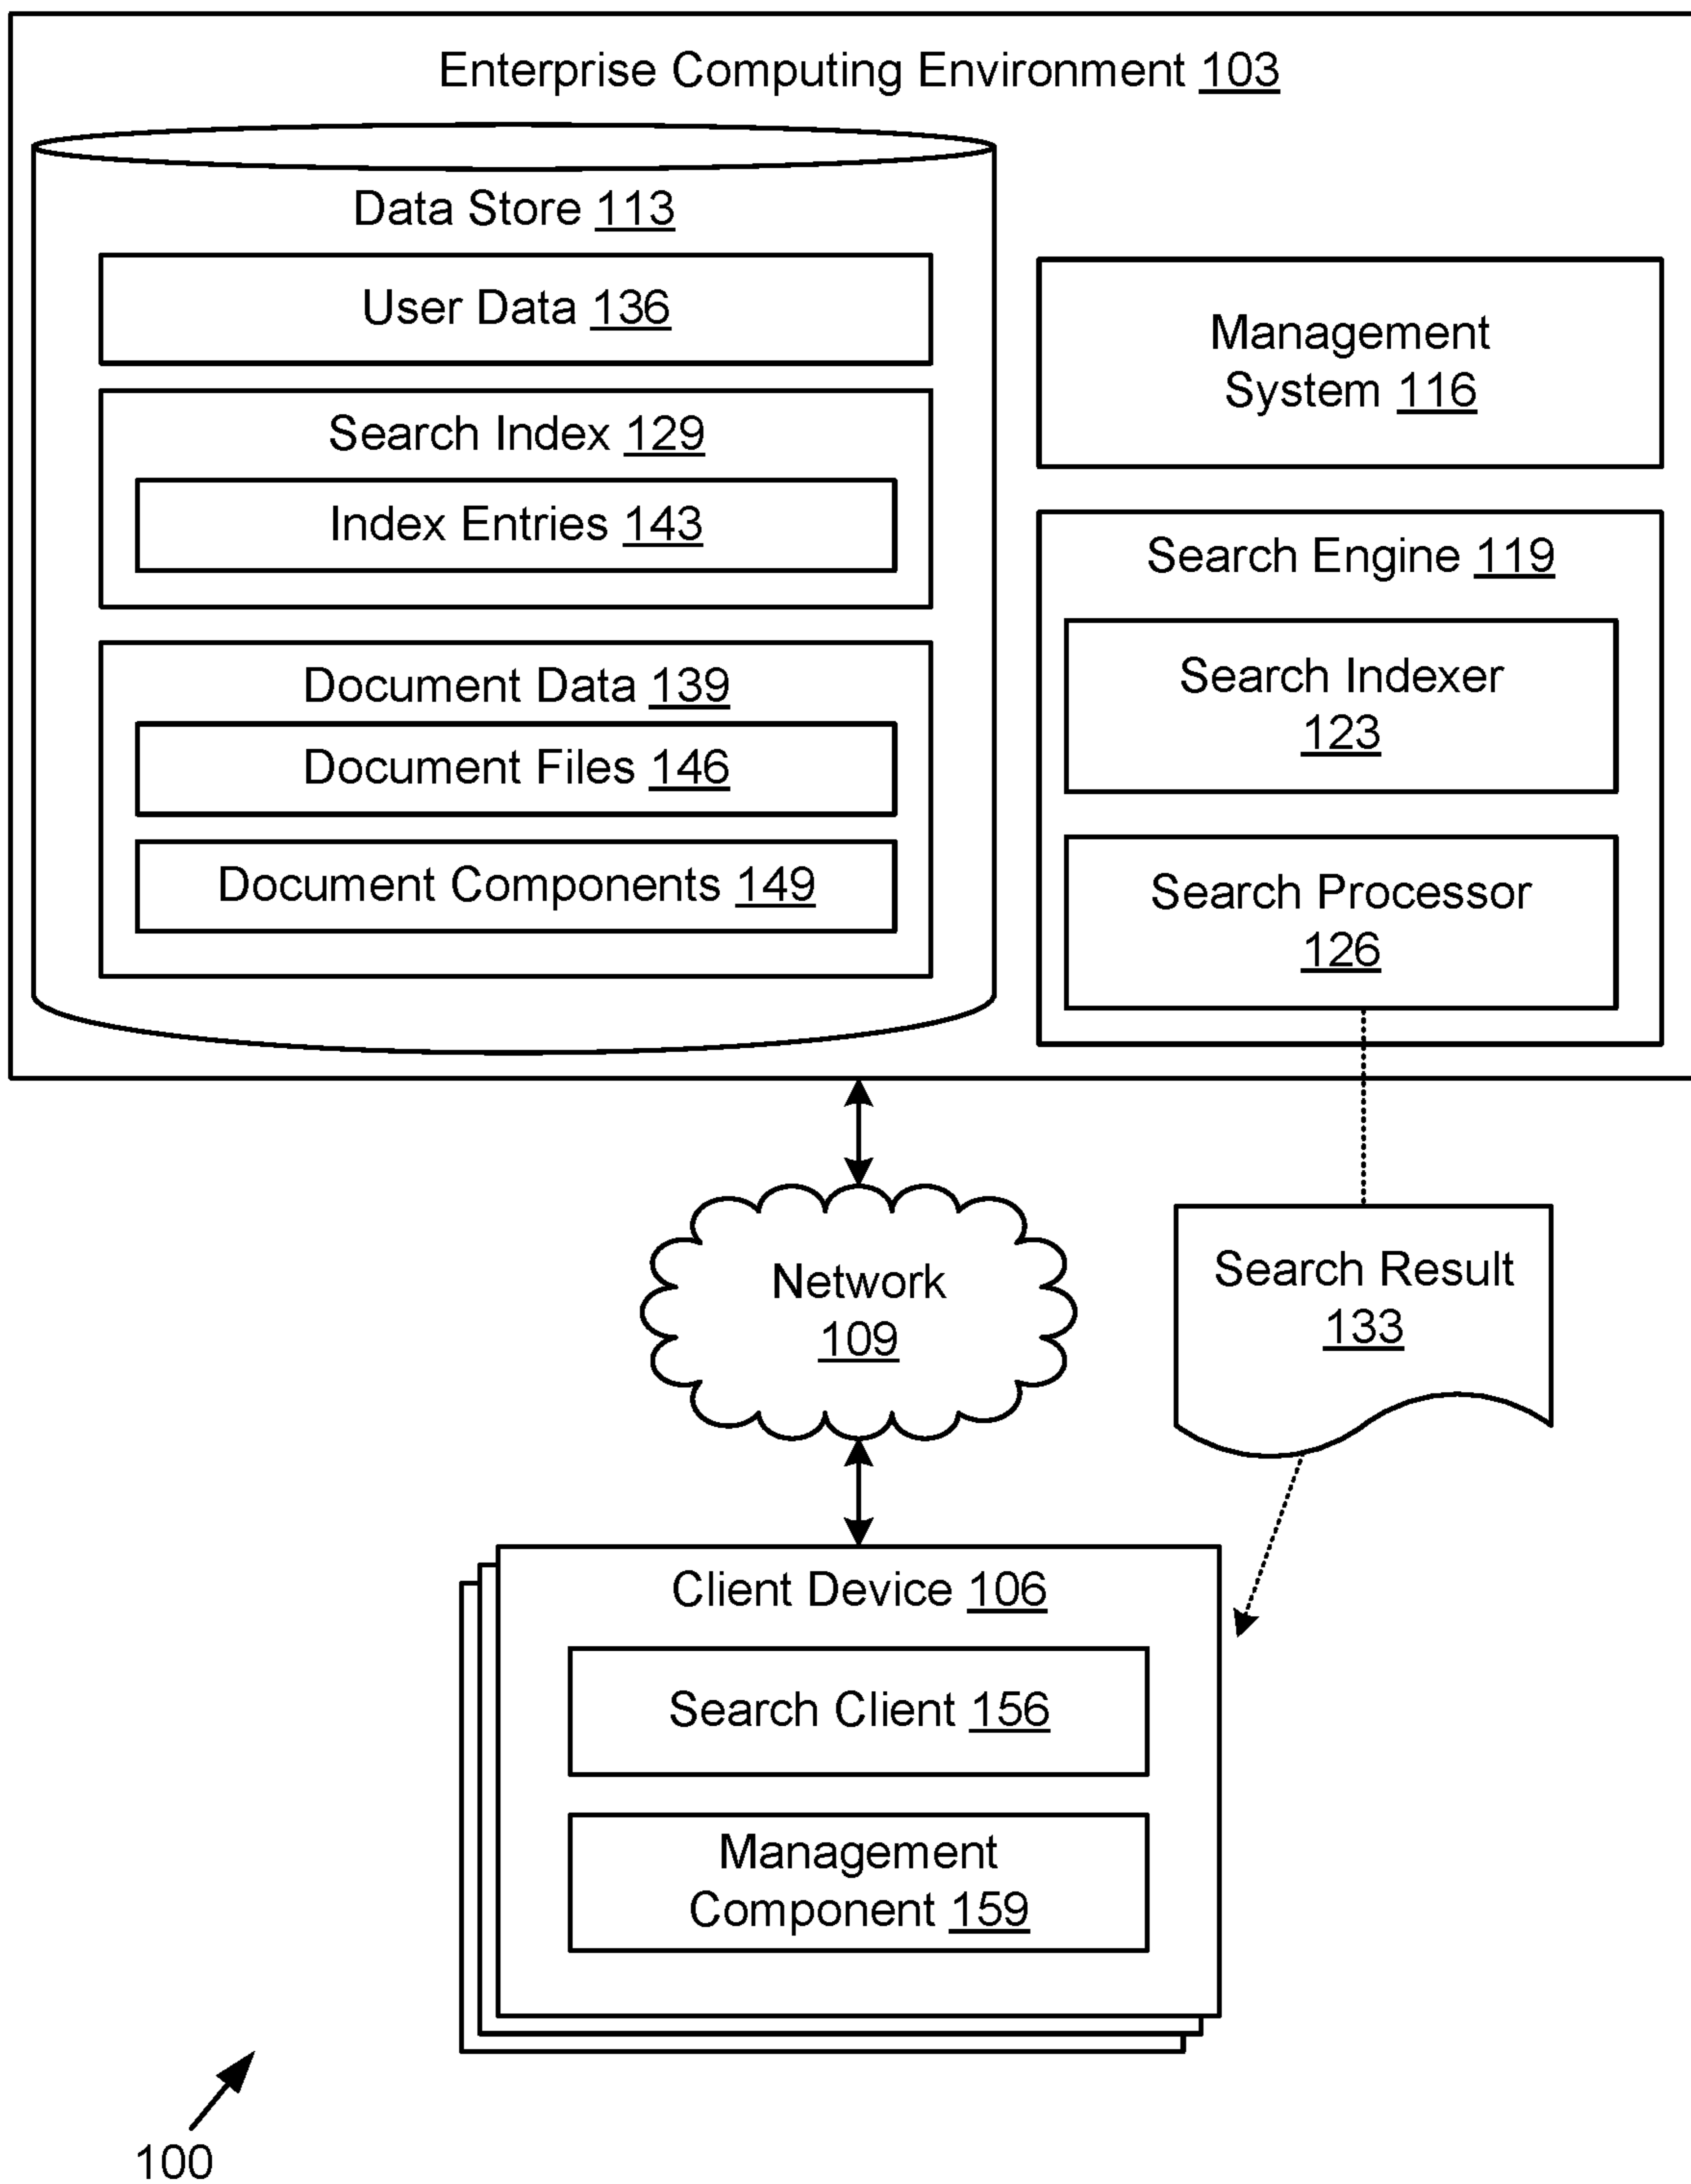 Enterprise Computing Environment 103
Data Store 113
User Data 136
Search Index 129
Index Entries 143
Document Data 139
Document Files 146
Document Components 149
Management
System 116
Search Engine 119
Search Indexer
123
Search Processor
126
Network
109
Search Result
133
Client Device 106
Search Client 156
Management
Component 159
100